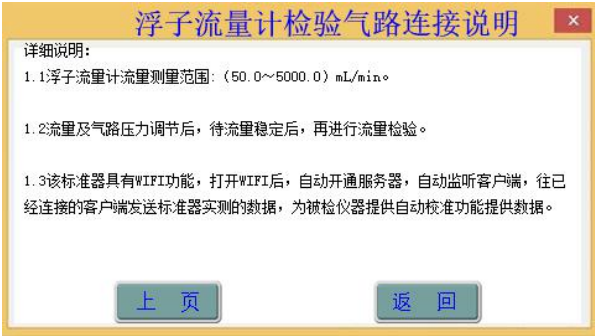 浮子流量计检验气路连接说明
详细说明:
1.1浮子流量计流量测量范围:(50.0～5000.0)mL/min。
1.2流量及气路压力调节后，待流量稳定后，再进行流量检验。
1.3该标准器具有WIFI功能，打开WIFI后，自动开通服务器，自动监听客户端，往已
经连接的客户端发送标准器实测的数据，为被检仪器提供自动校准功能提供数据。
上 页
返 回